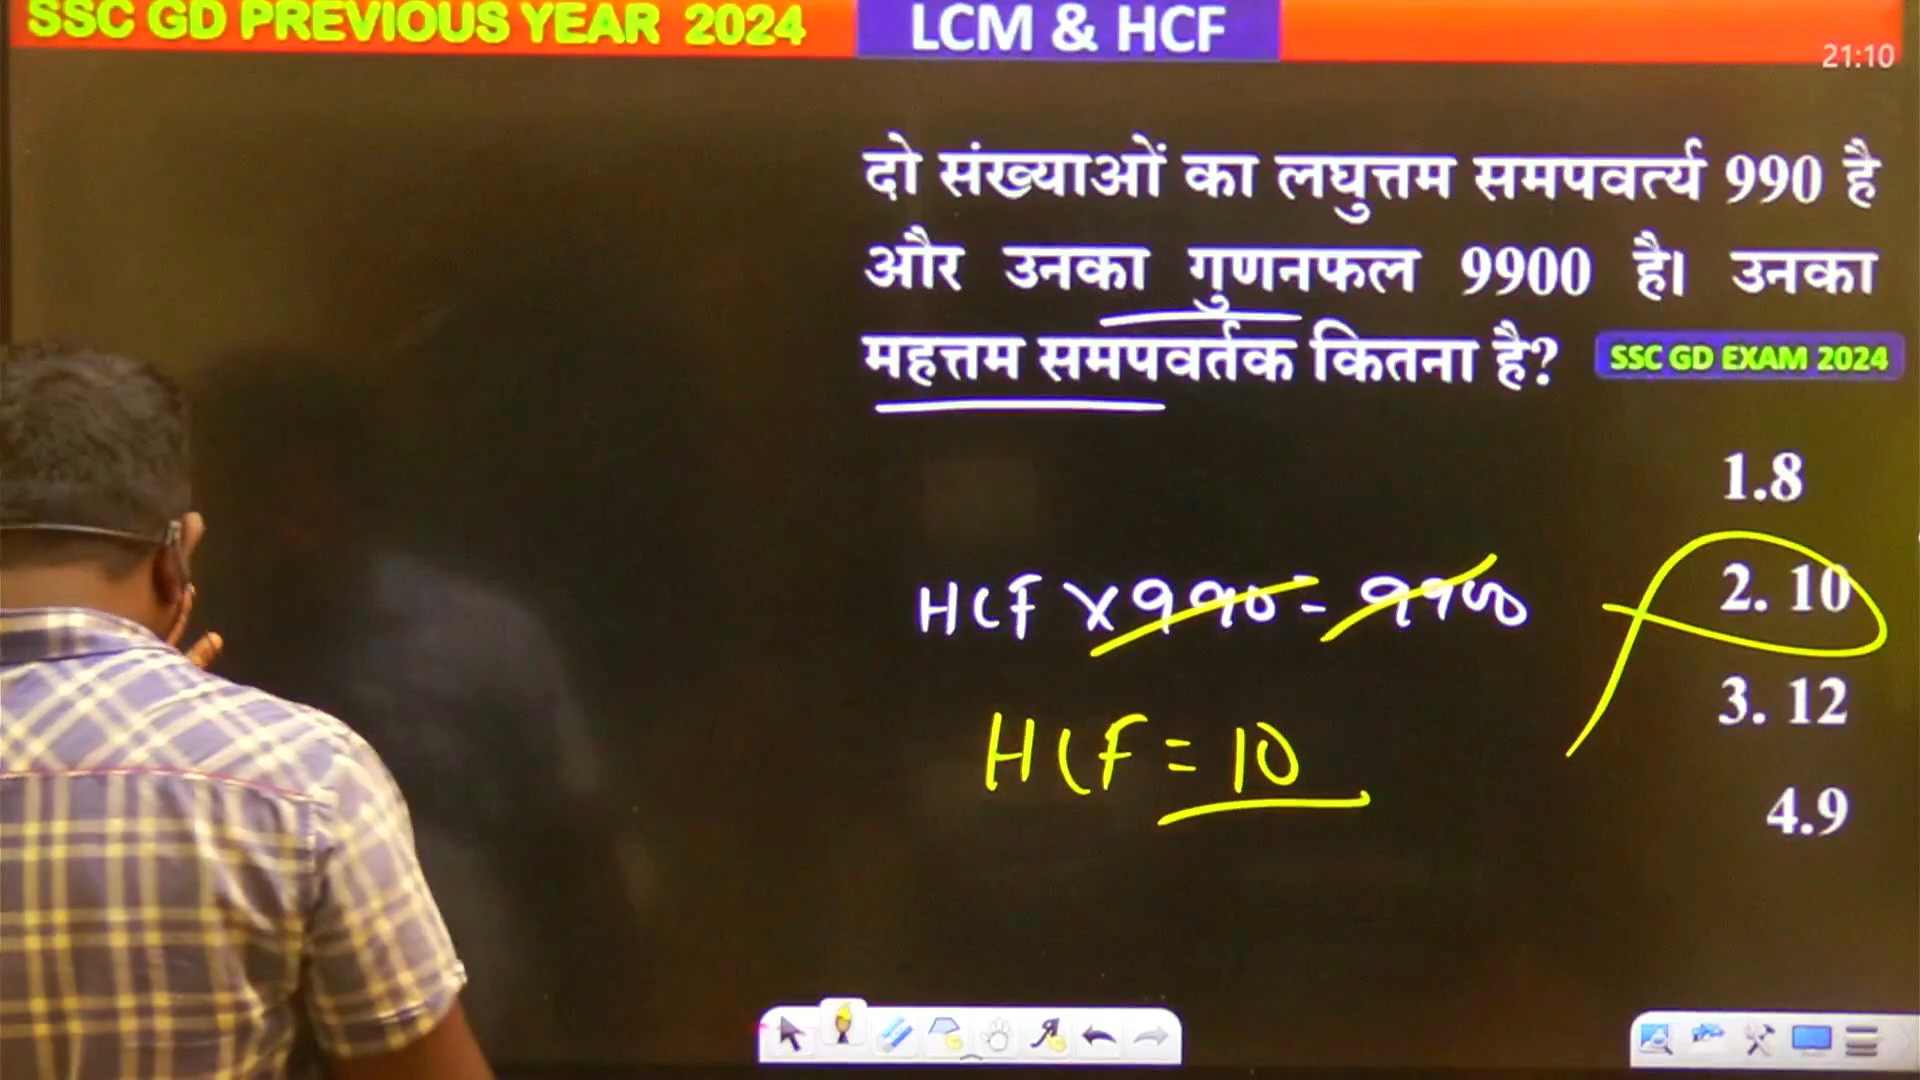 SSC GD PREVIOUS YEAR 2024
LCM & HCF
21:10
दो संख्याओं का लघुत्तम समपवर्त्य 990 है
और उनका गुणनफल 9900 है। उनका
महत्तम समपवर्तक कितना है?
SSC GD EXAM 2024
1.8
2. 10
3. 12
4.9
HCF X 990 = 9900
HCF = 10